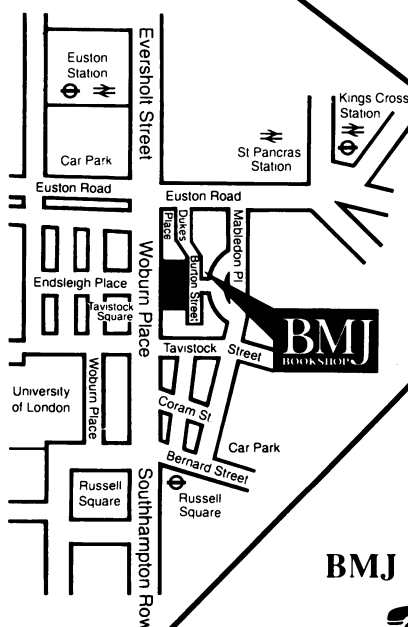 Euston
Station
Eversholt Street
Kings Cross
Station
St Pancras
Station
Car Park
Euston Road
Euston Road
Dukes
Place
Mabledon Pl
Burton Street
Woburn Place
Endsleigh Place
Tavistock
Square
BMJ
BOOKSHOP
Tavistock Street
University
of London
Woburn Place
Coram St.
Car Park
Bernard Street
Russell
Square
Russell
Square
Southhampton Row
BMJ